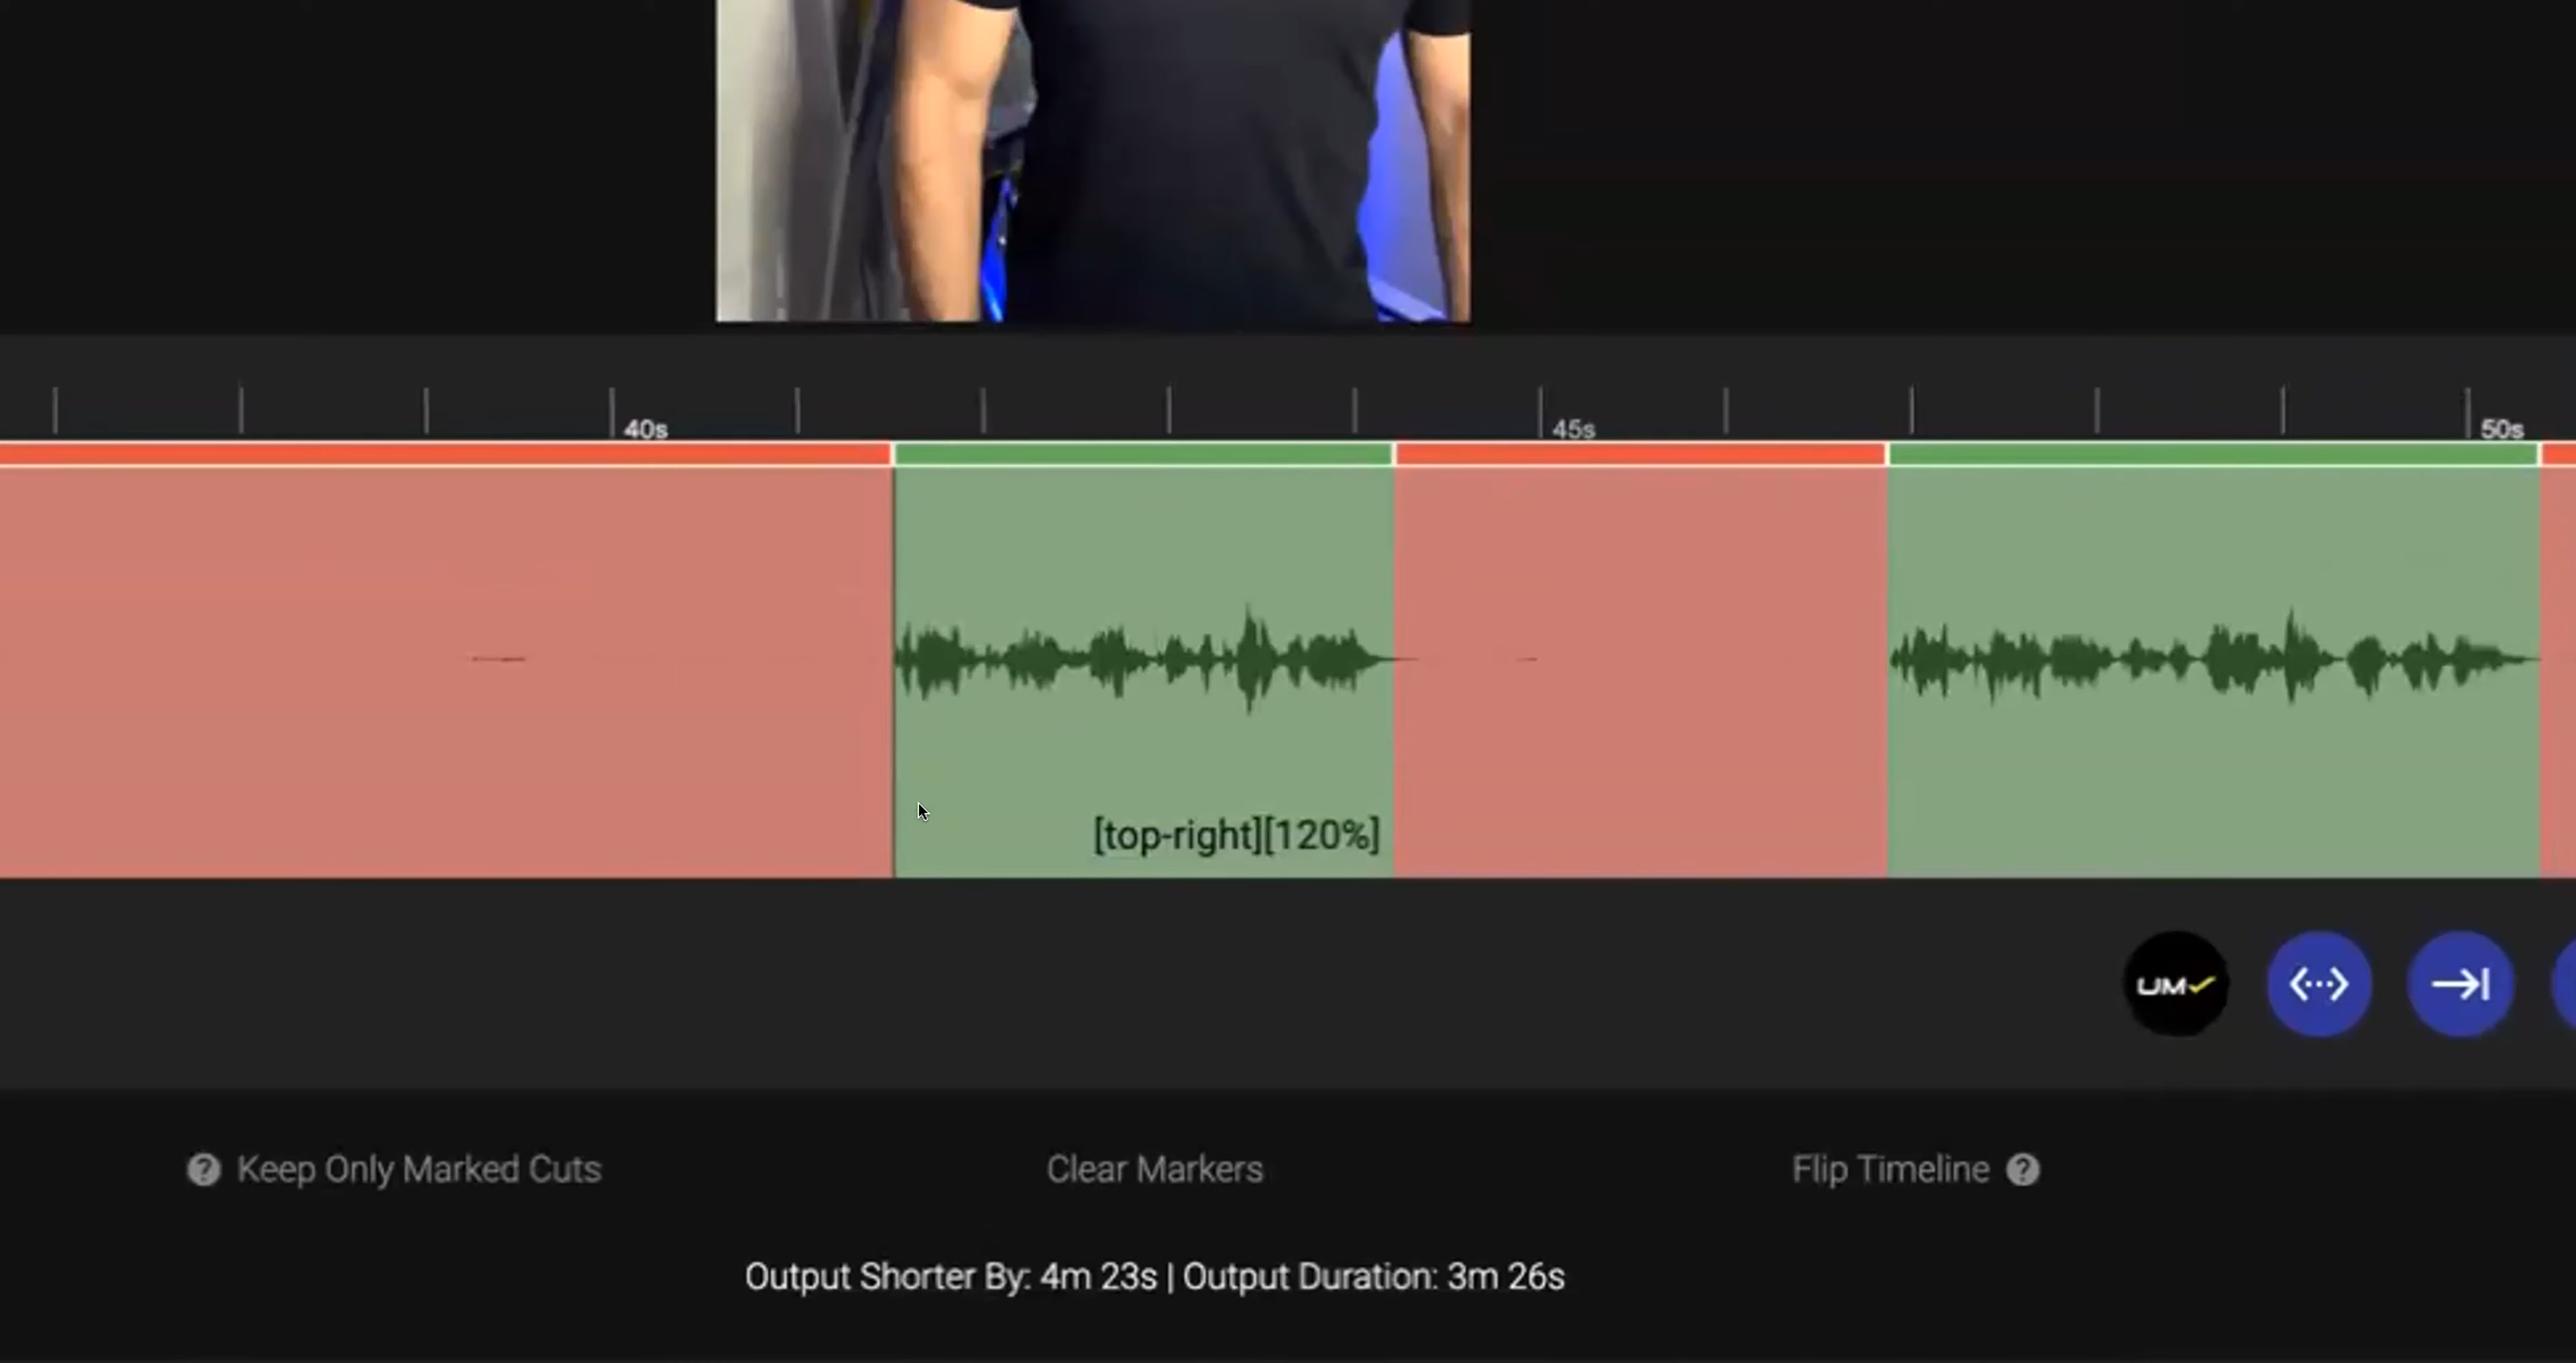 40s
45s
50s
[top-right][120%]
UM
Keep Only Marked Cuts
Clear Markers
Flip Timeline
Output Shorter By: 4m 23s | Output Duration: 3m 26s